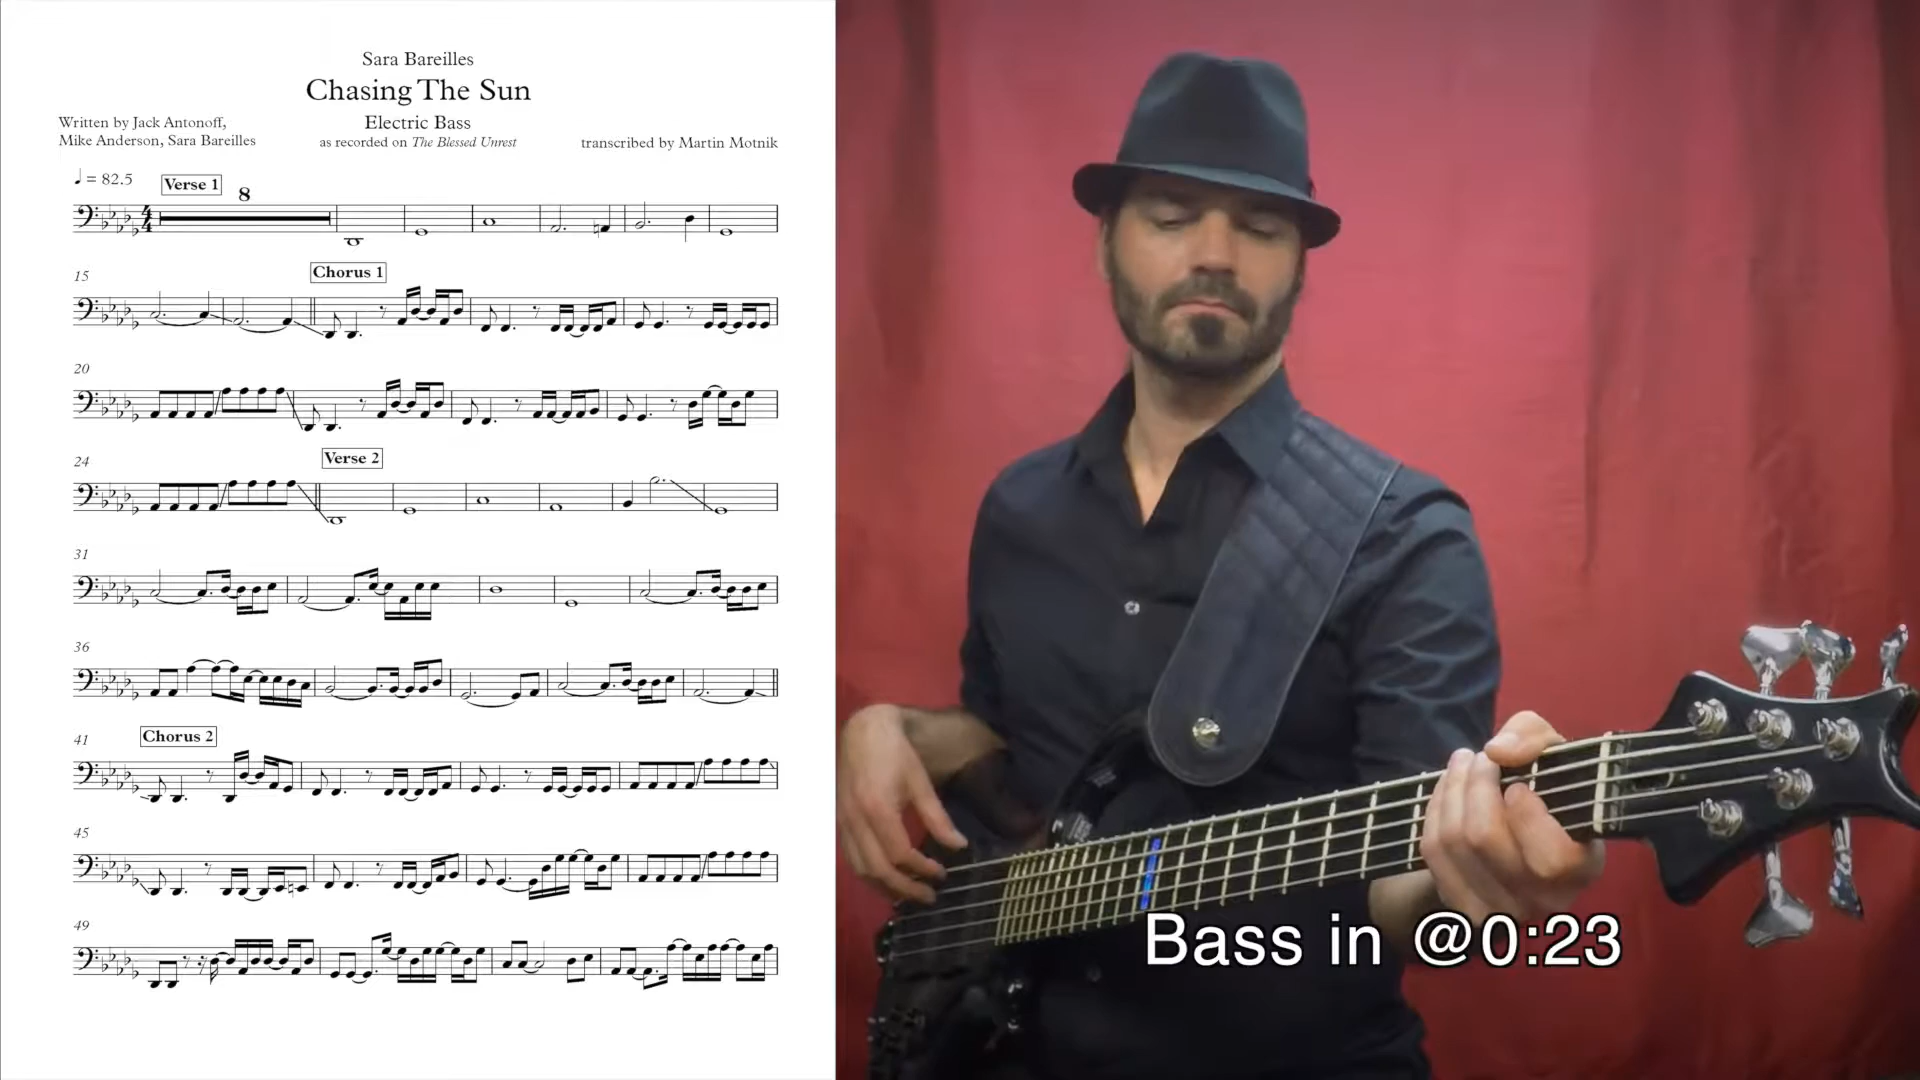 Sara Bareilles
Chasing The Sun
Electric Bass
Written by Jack Antonoff,
Mike Anderson, Sara Bareilles
as recorded on The Blessed Unrest
transcribed by Martin Motnik
♩ = 82.5
Verse 1
8
4
4
15
Chorus 1
20
24
Verse 2
31
36
41
Chorus 2
45
49
Bass in @0:23